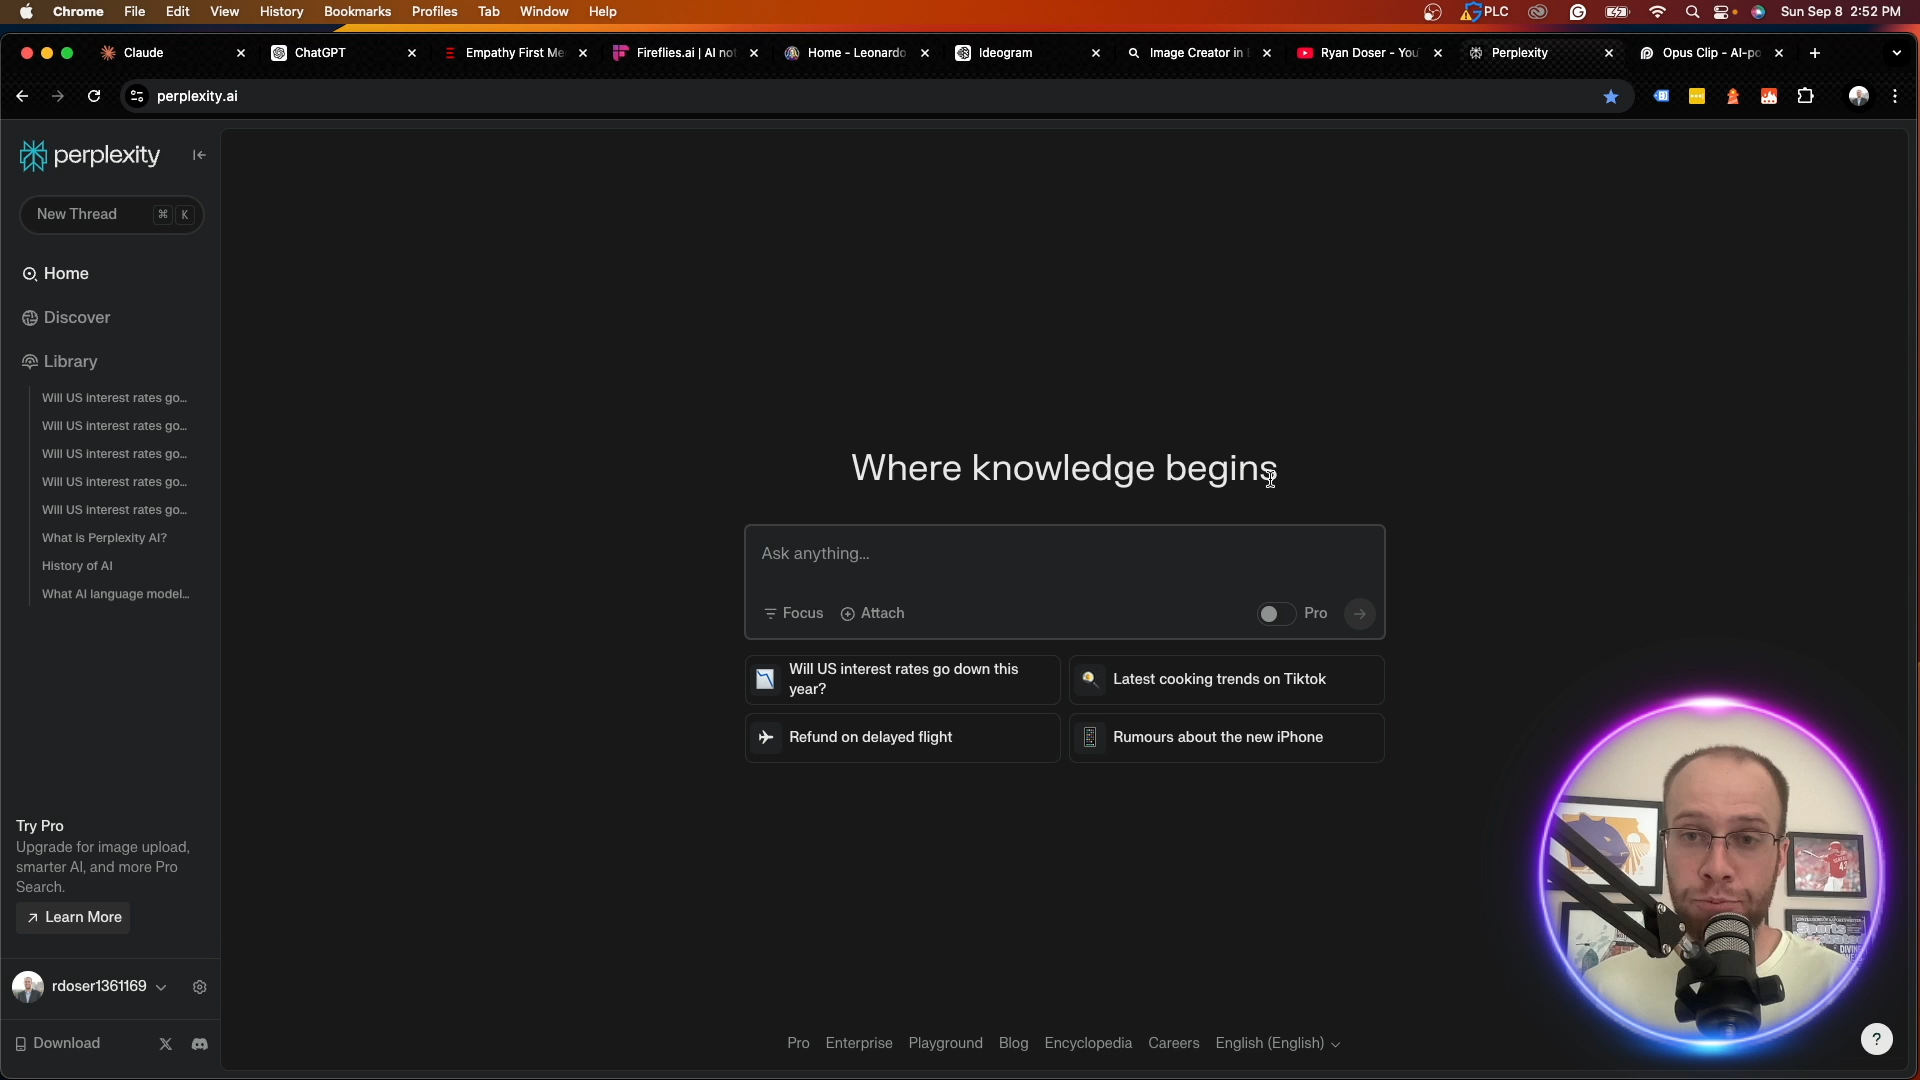 Chrome File Edit View History Bookmarks Profiles Tab Window Help
PLC Sun Sep 8 2:52 PM
Claude
ChatGPT
Empathy First Me
Fireflies.ai | AI not
Home - Leonardo
Ideogram
Image Creator in
Ryan Doser - You
Perplexity
Opus Clip - AI-po
perplexity.ai
perplexity
New Thread ⌘ K
Home
Discover
Library
Will US interest rates go...
Will US interest rates go...
Will US interest rates go...
Will US interest rates go...
Will US interest rates go...
What is Perplexity AI?
History of AI
What AI language model...
Where knowledge begins
Ask anything...
Focus Attach Pro
Will US interest rates go down this
year?
Latest cooking trends on Tiktok
Refund on delayed flight
Rumours about the new iPhone
Try Pro
Upgrade for image upload,
smarter AI, and more Pro
Search.
Learn More
rdoser1361169
Download
Pro Enterprise Playground Blog Encyclopedia Careers English (English)
?
Sports